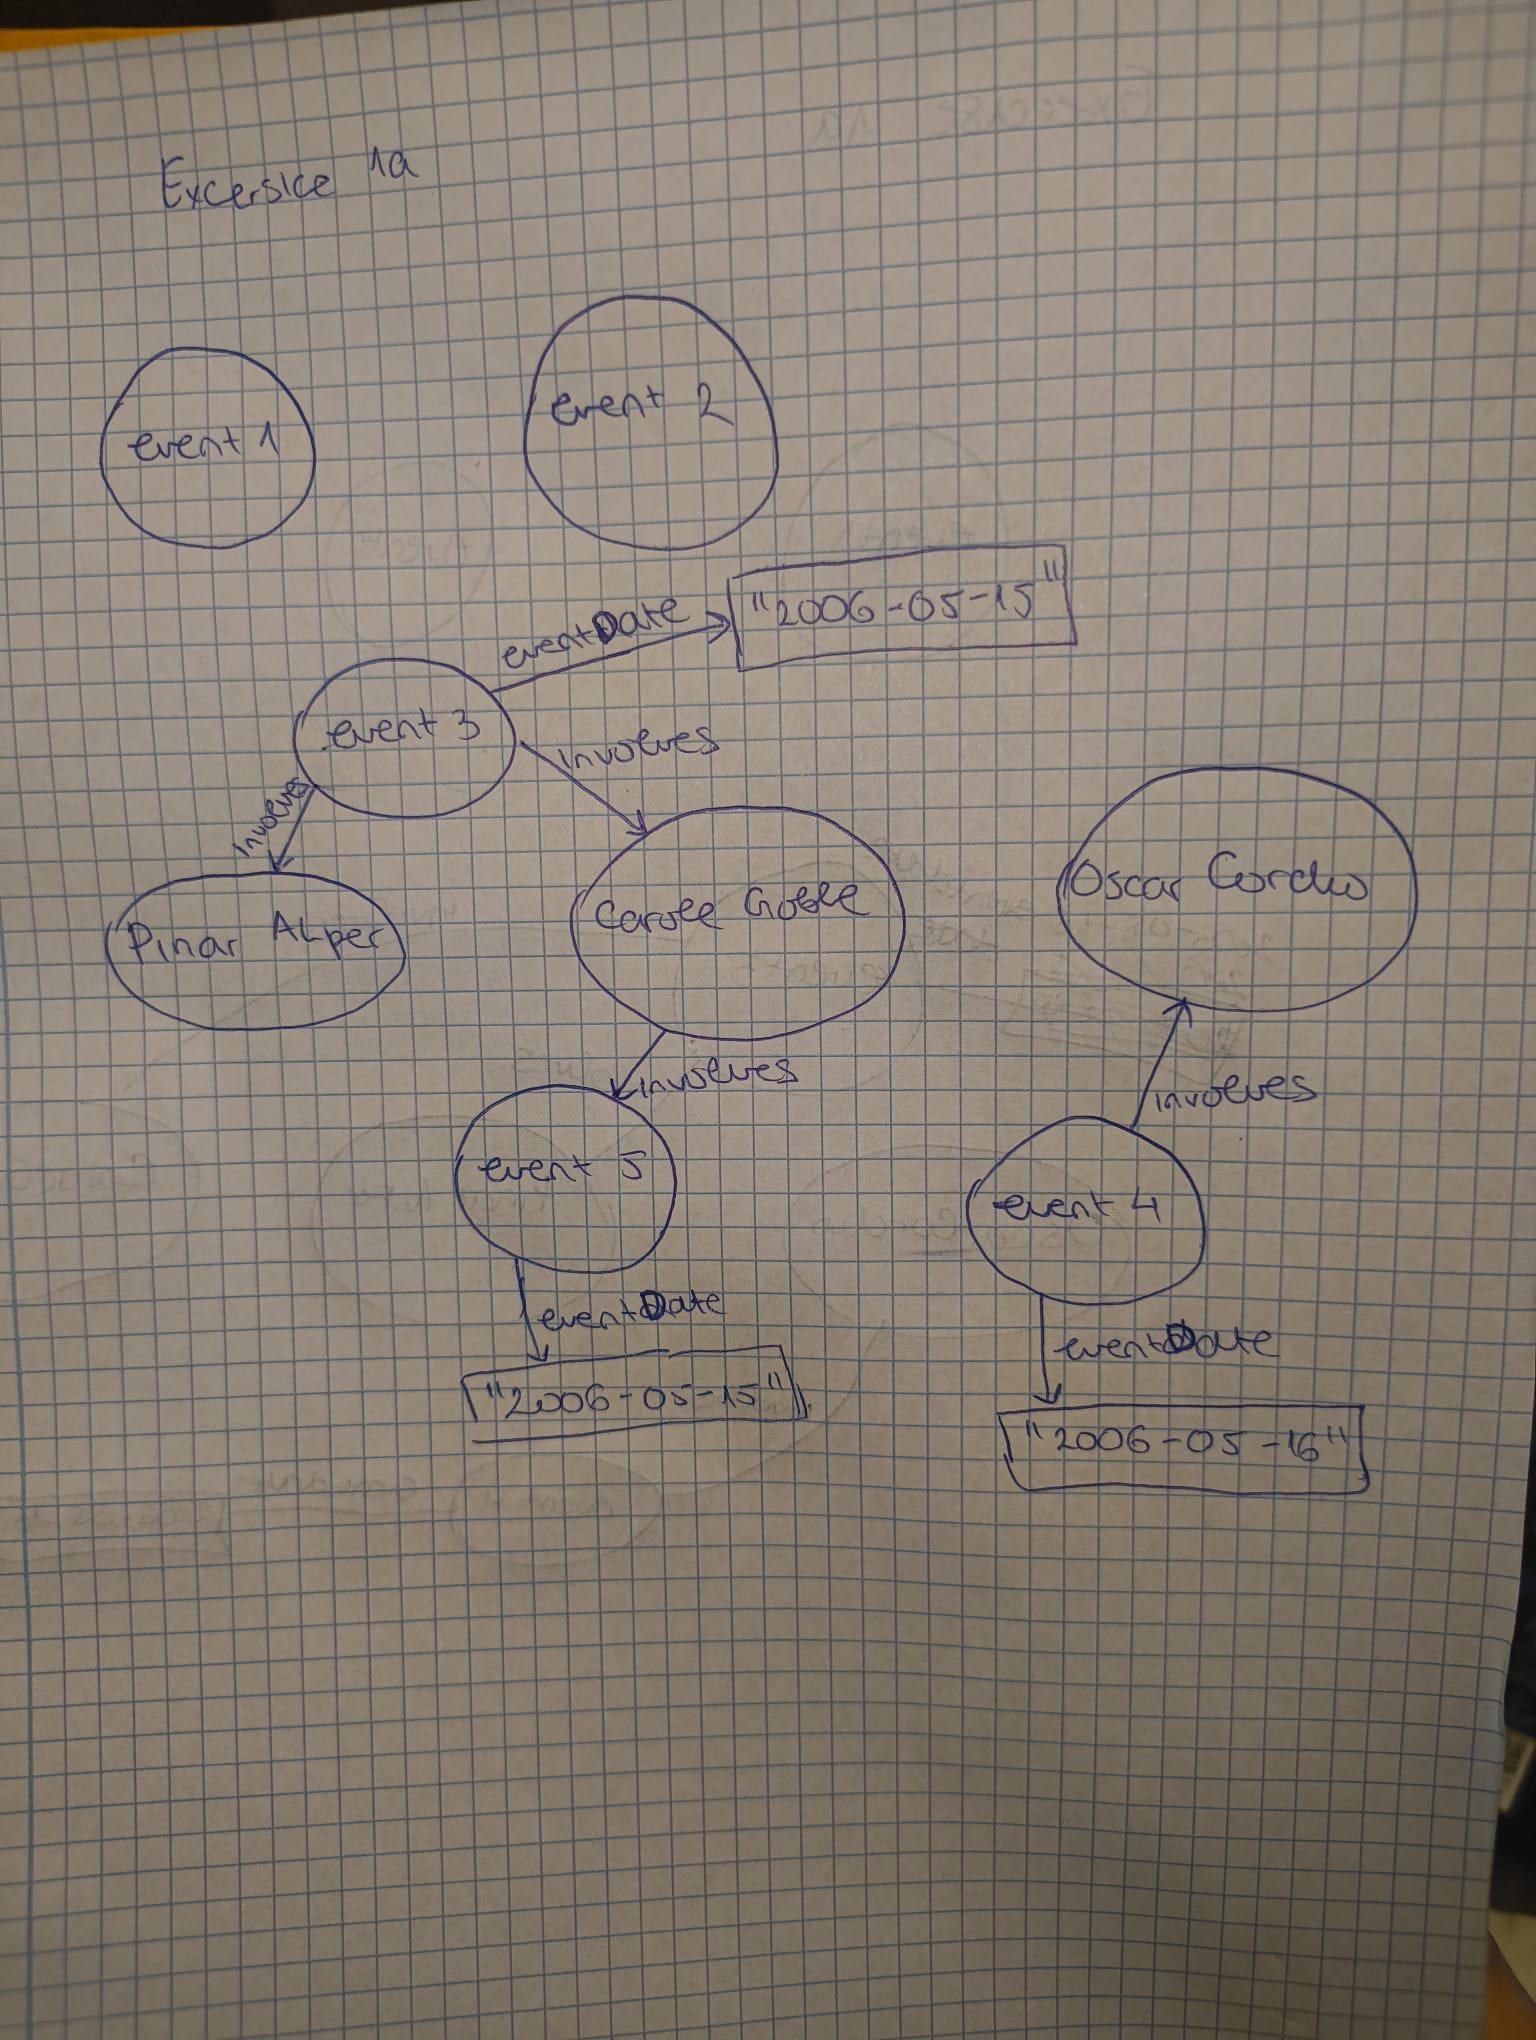 Excersice 1a
event 1
event 2
eventDate
"2006-05-15"
event 3
involves
involves
Pinar Alper
Carole Goble
Oscar Corcho
involves
involves
event 5
event 4
eventDate
eventDate
"2006-05-15"
"2006-05-16"